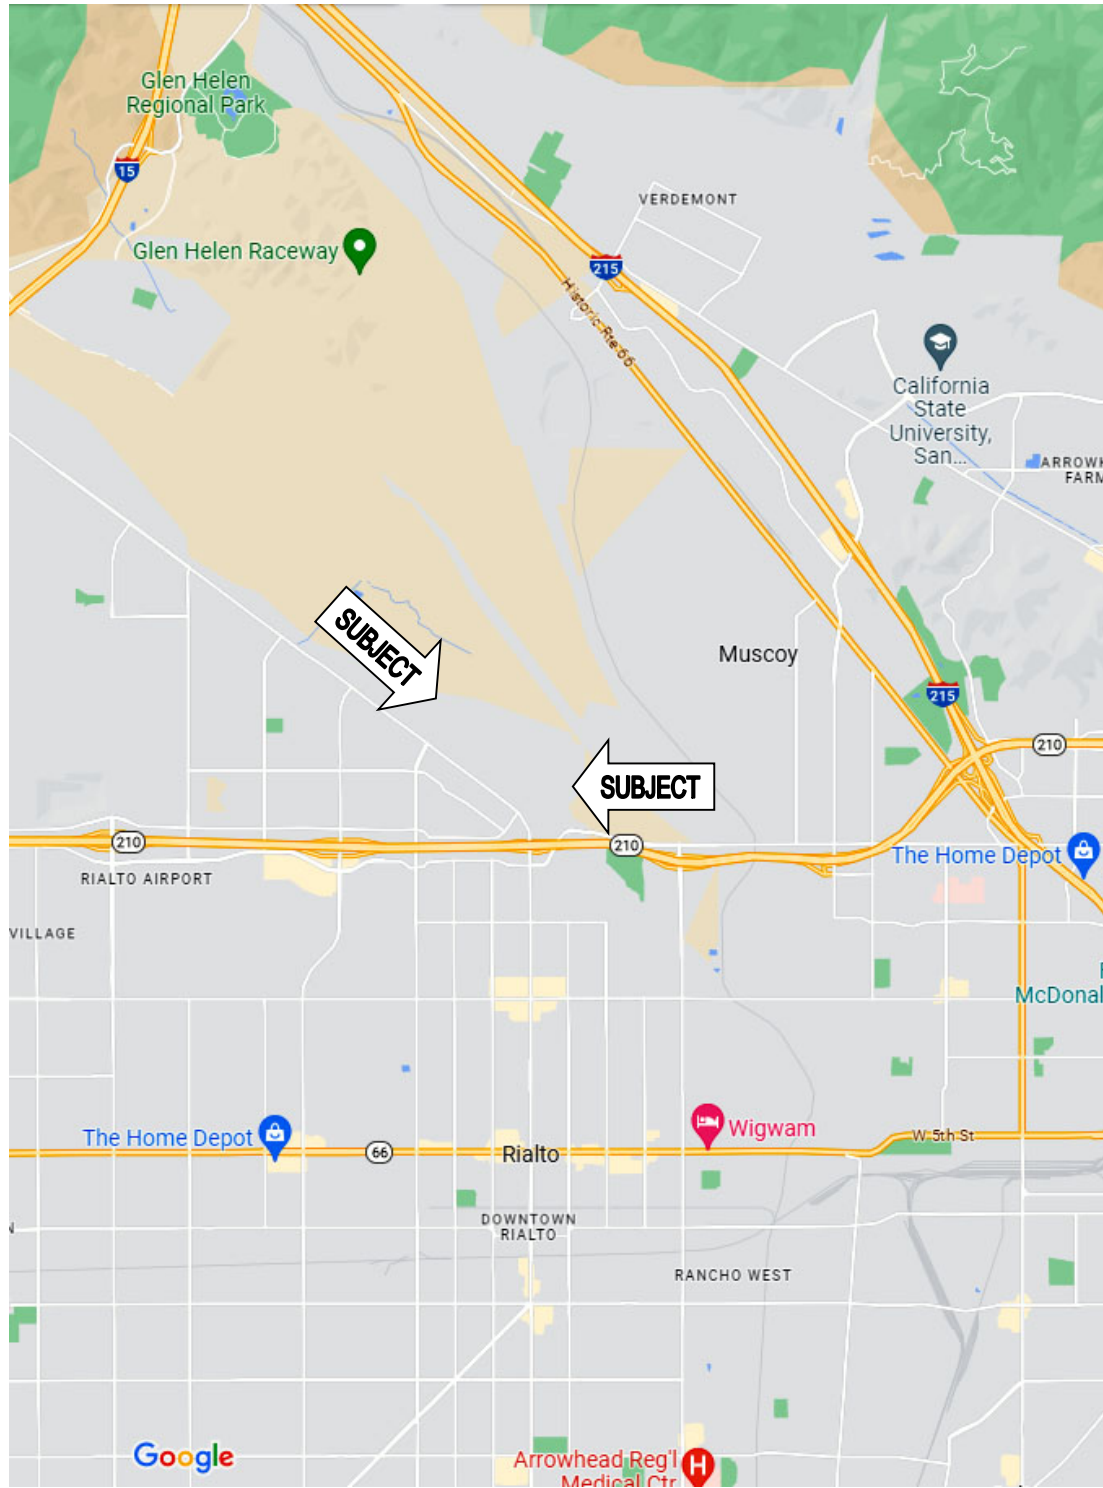 Glen Helen
Regional Park
15
VERDEMONT
Glen Helen Raceway
215
Historic Rte 66
California
State
University,
San...
ARROWH
FARM
SUBJECT
Muscoy
215
210
SUBJECT
210
210
The Home Depot
RIALTO AIRPORT
VILLAGE
McDonal
The Home Depot
Wigwam
W 5th St
66
Rialto
DOWNTOWN
RIALTO
RANCHO WEST
Google
Arrowhead Reg'l
Medical Ctr
H